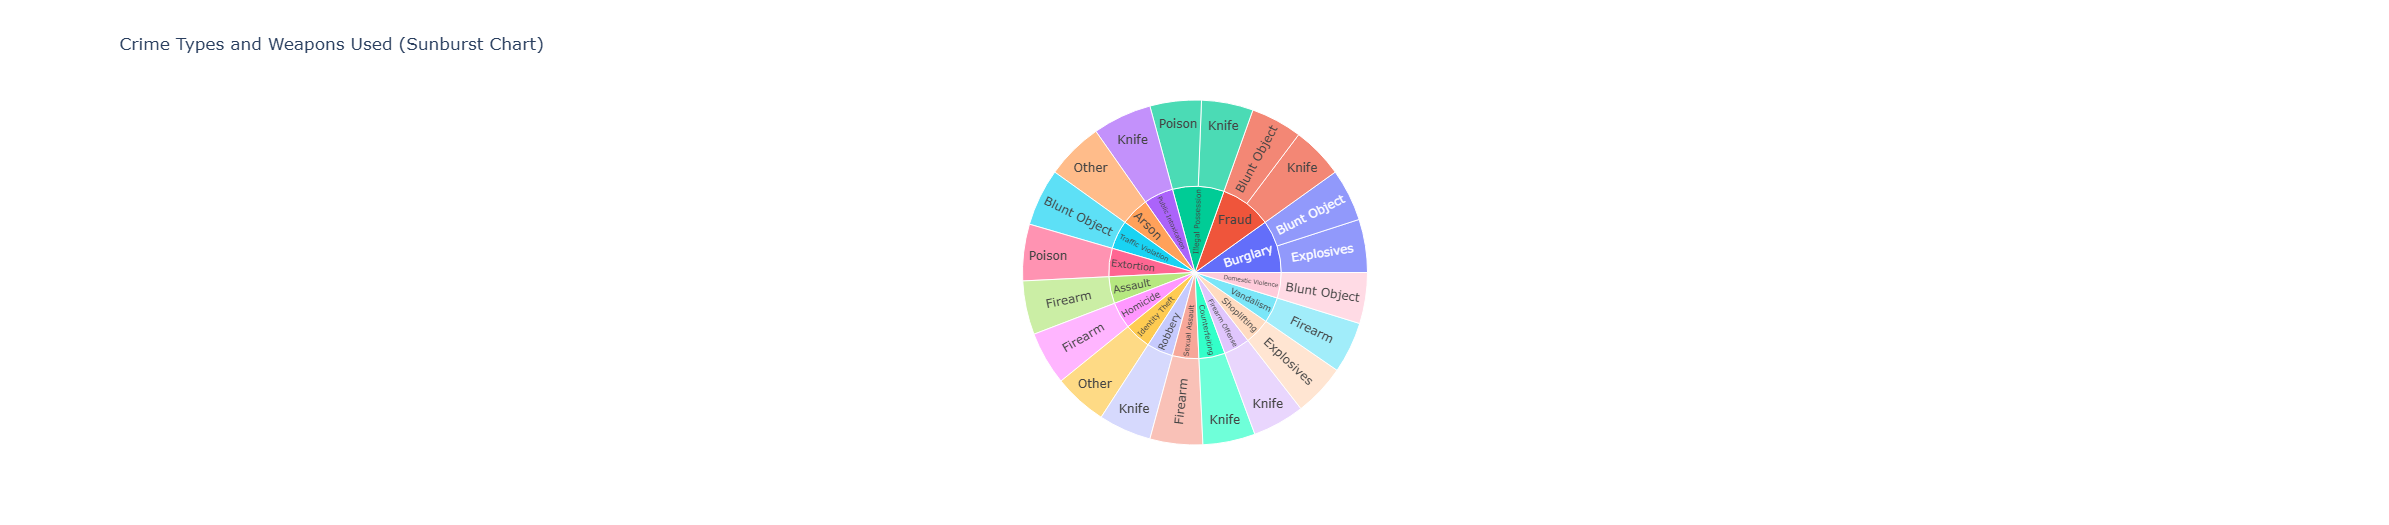 Crime Types and Weapons Used (Sunburst Chart)
Poison
Knife
Knife
Blunt Object
Other
Knife
Blunt Object
Blunt Object
Poison
Explosives
Firearm
Blunt Object
Firearm
Firearm
Other
Explosives
Knife
Firearm
Knife
Knife
Illegal Possession
Public Intoxication
Fraud
Arson
Traffic Violation
Burglary
Extortion
Domestic Violence
Assault
Vandalism
Homicide
Shoplifting
Identity Theft
Firearm Offense
Robbery
Sexual Assault
Counterfeiting